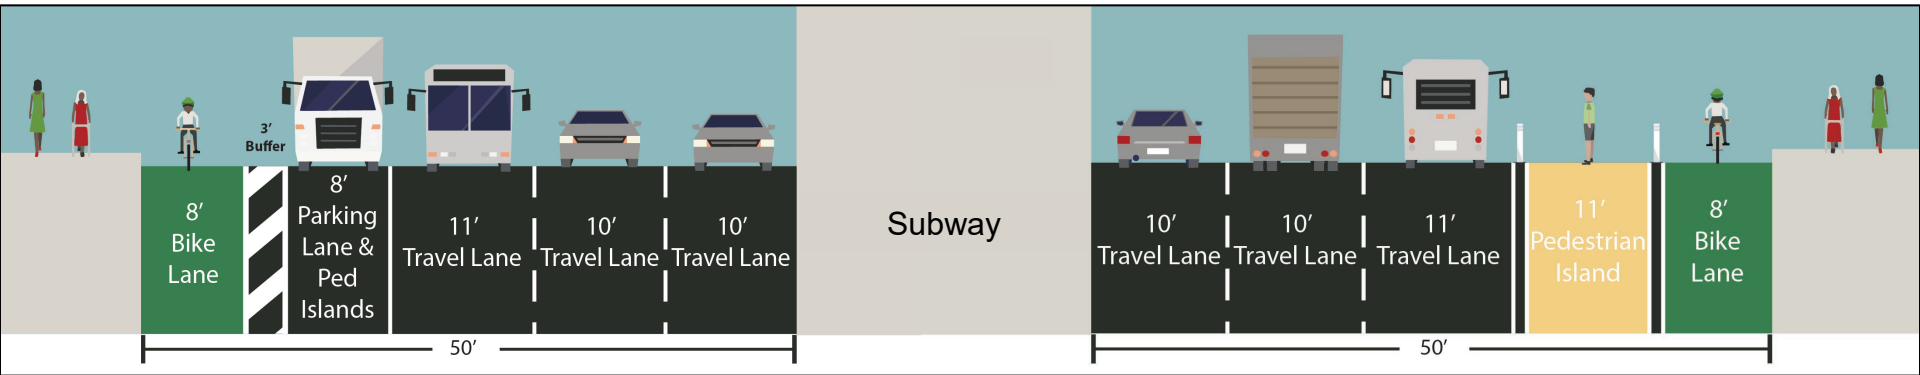 8’
Bike
Lane
3’
Buffer
8’
Parking
Lane &
Ped
Islands
11’
Travel Lane
10’
Travel Lane
10’
Travel Lane
50’
Subway
10’
Travel Lane
10’
Travel Lane
11’
Travel Lane
11’
Pedestrian
Island
8’
Bike
Lane
50’